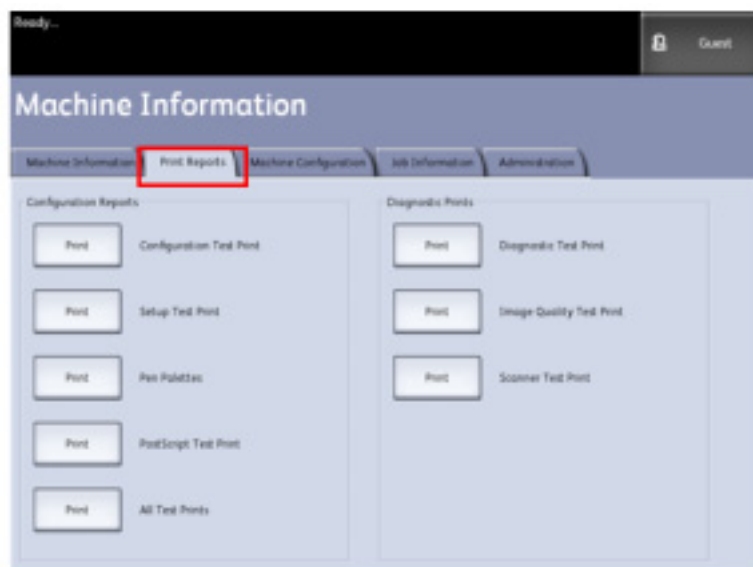 Ready...
Guest
Machine Information
Machine Information
Print Reports
Machine Configuration
Job Information
Administration
Configuration Reports
Print
Configuration Test Print
Print
Setup Test Print
Print
Pen Palettes
Print
PostScript Test Print
Print
All Test Prints
Diagnostic Prints
Print
Diagnostic Test Print
Print
Image Quality Test Print
Print
Scanner Test Print